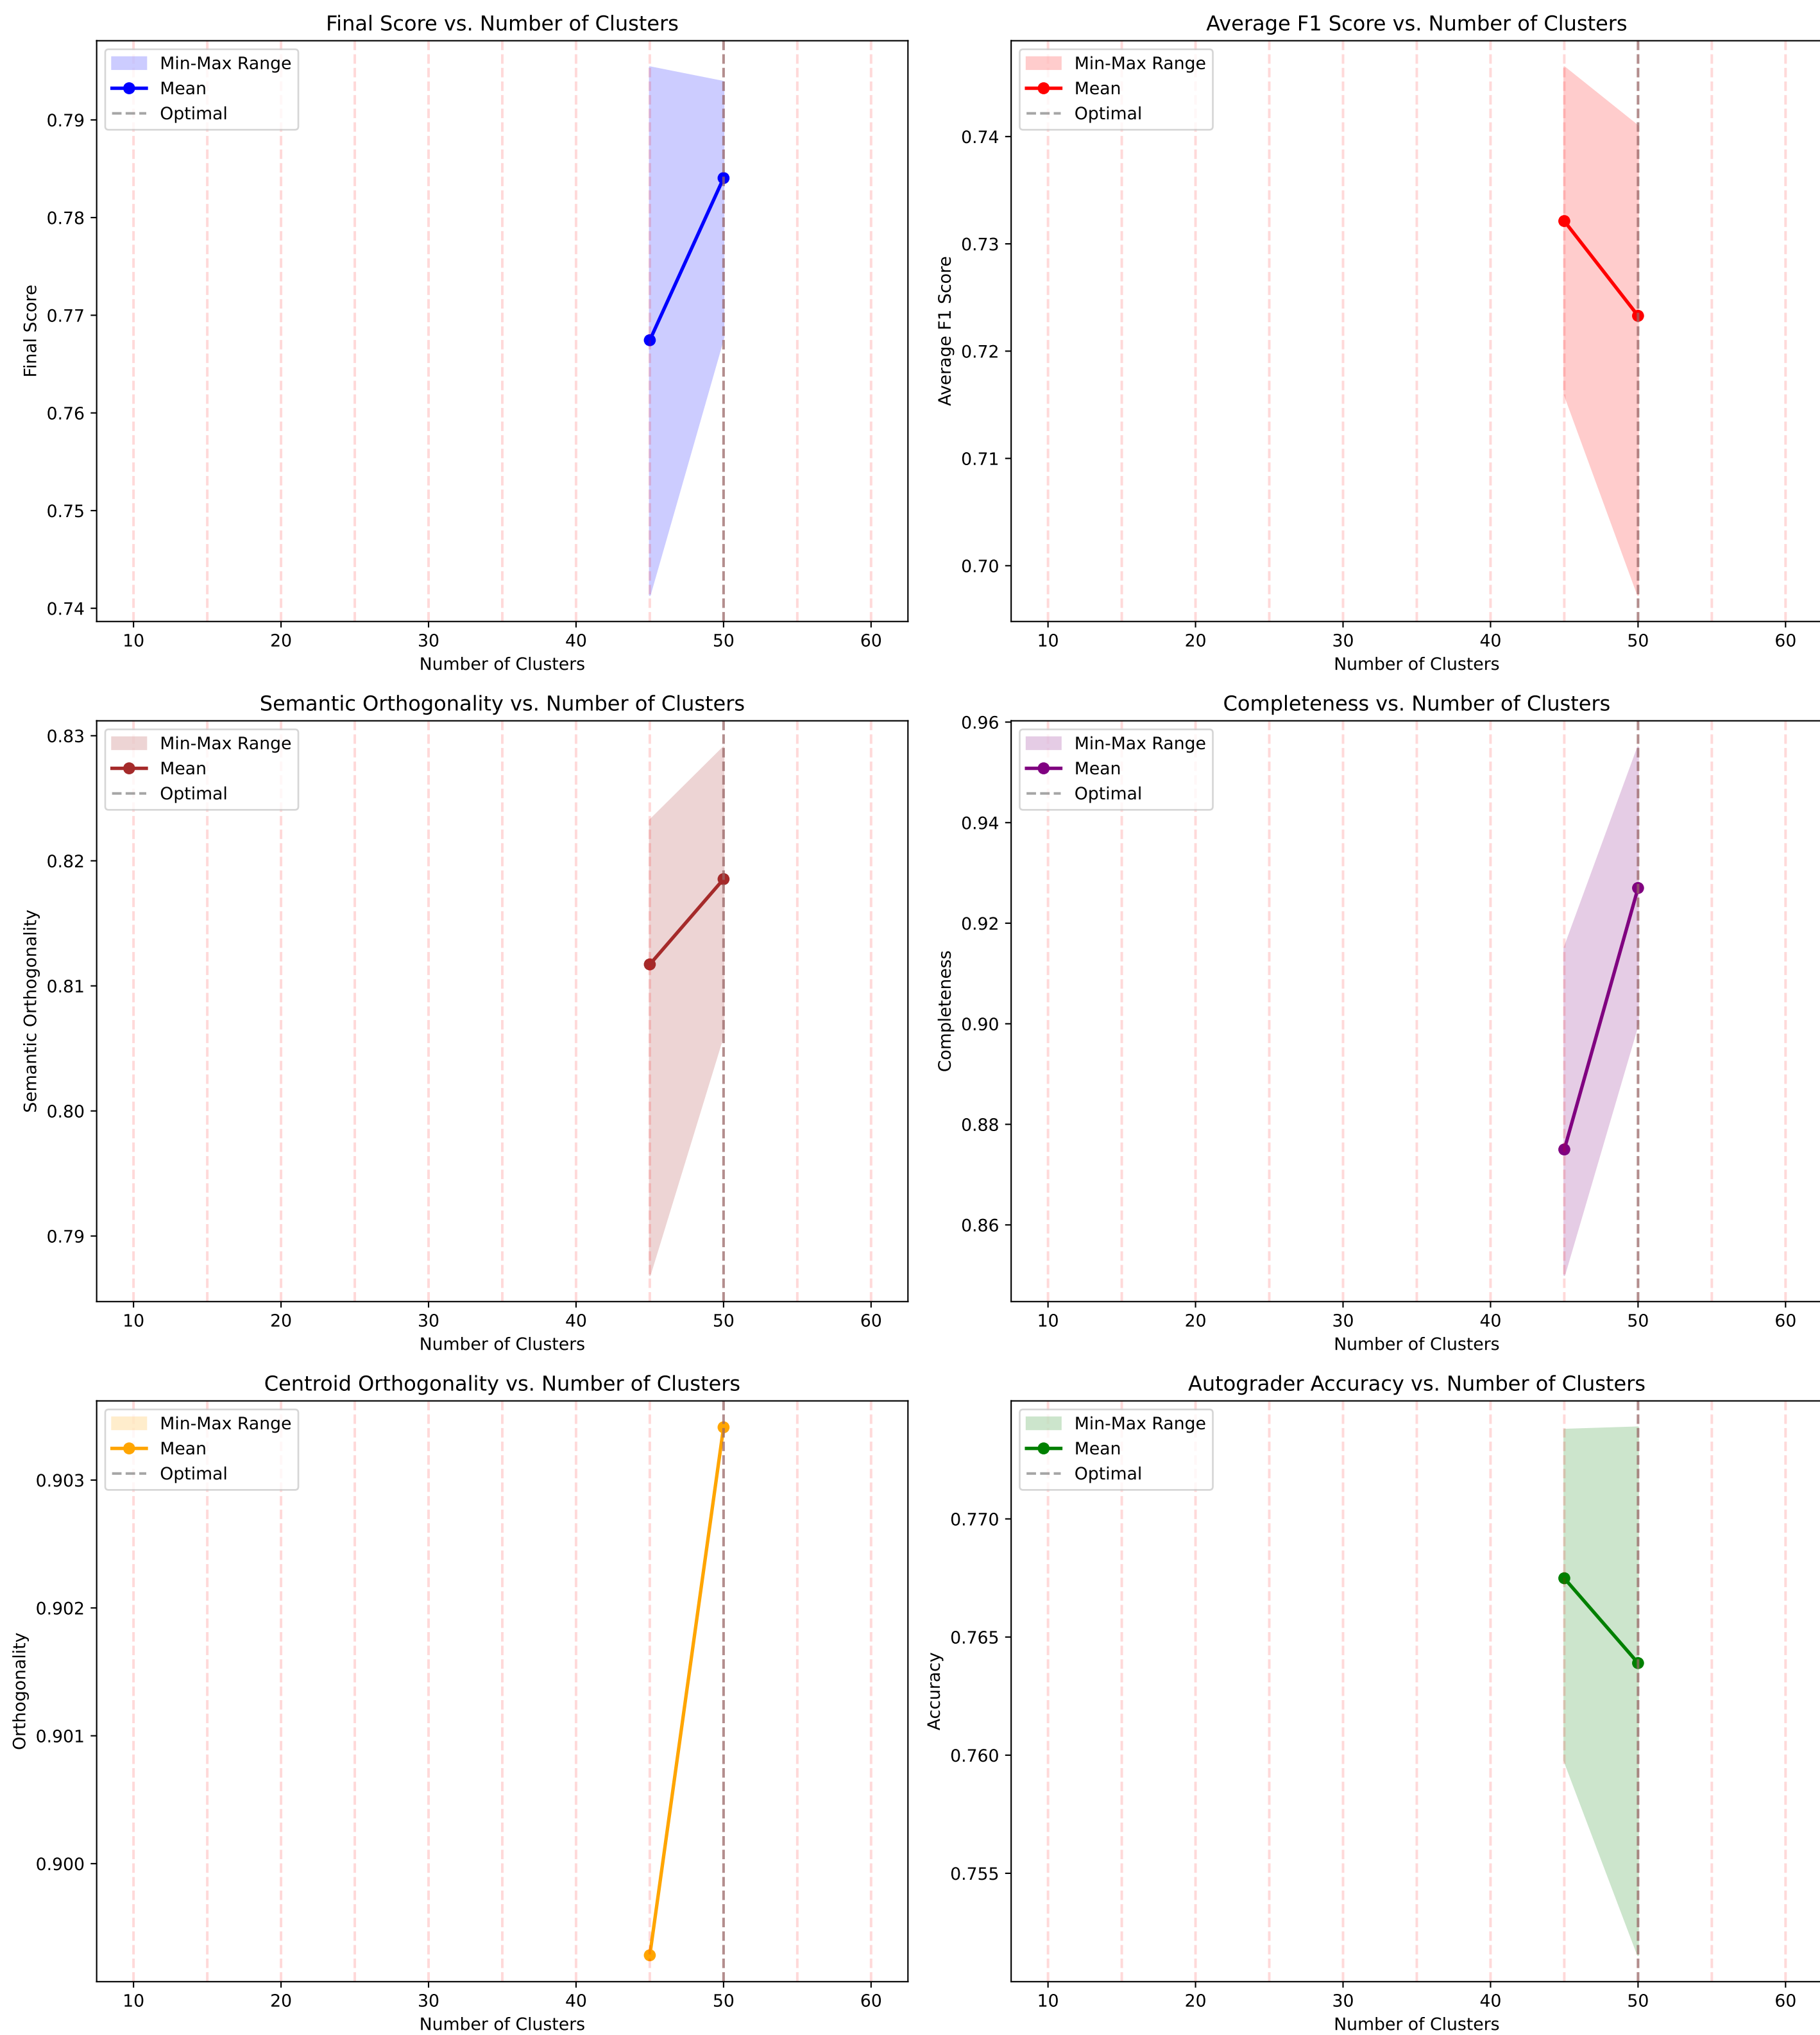 Final Score vs. Number of Clusters
Min-Max Range
Mean
Optimal
0.79
0.78
0.77
0.76
0.75
0.74
Final Score
10 20 30 40 50 60
Number of Clusters
Average F1 Score vs. Number of Clusters
Min-Max Range
Mean
Optimal
0.74
0.73
0.72
0.71
0.70
Average F1 Score
10 20 30 40 50 60
Number of Clusters
Semantic Orthogonality vs. Number of Clusters
Min-Max Range
Mean
Optimal
0.83
0.82
0.81
0.80
0.79
Semantic Orthogonality
10 20 30 40 50 60
Number of Clusters
Completeness vs. Number of Clusters
Min-Max Range
Mean
Optimal
0.96
0.94
0.92
0.90
0.88
0.86
Completeness
10 20 30 40 50 60
Number of Clusters
Centroid Orthogonality vs. Number of Clusters
Min-Max Range
Mean
Optimal
0.903
0.902
0.901
0.900
Orthogonality
10 20 30 40 50 60
Number of Clusters
Autograder Accuracy vs. Number of Clusters
Min-Max Range
Mean
Optimal
0.770
0.765
0.760
0.755
Accuracy
10 20 30 40 50 60
Number of Clusters